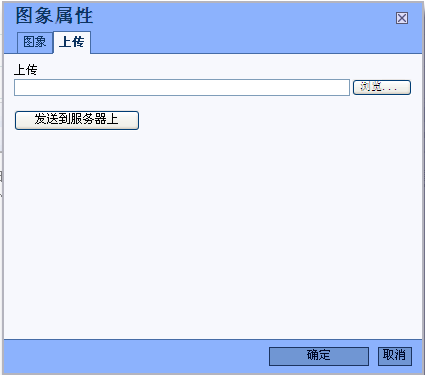 图象属性
图象 上传
上传
浏览...
发送到服务器上
确定 取消